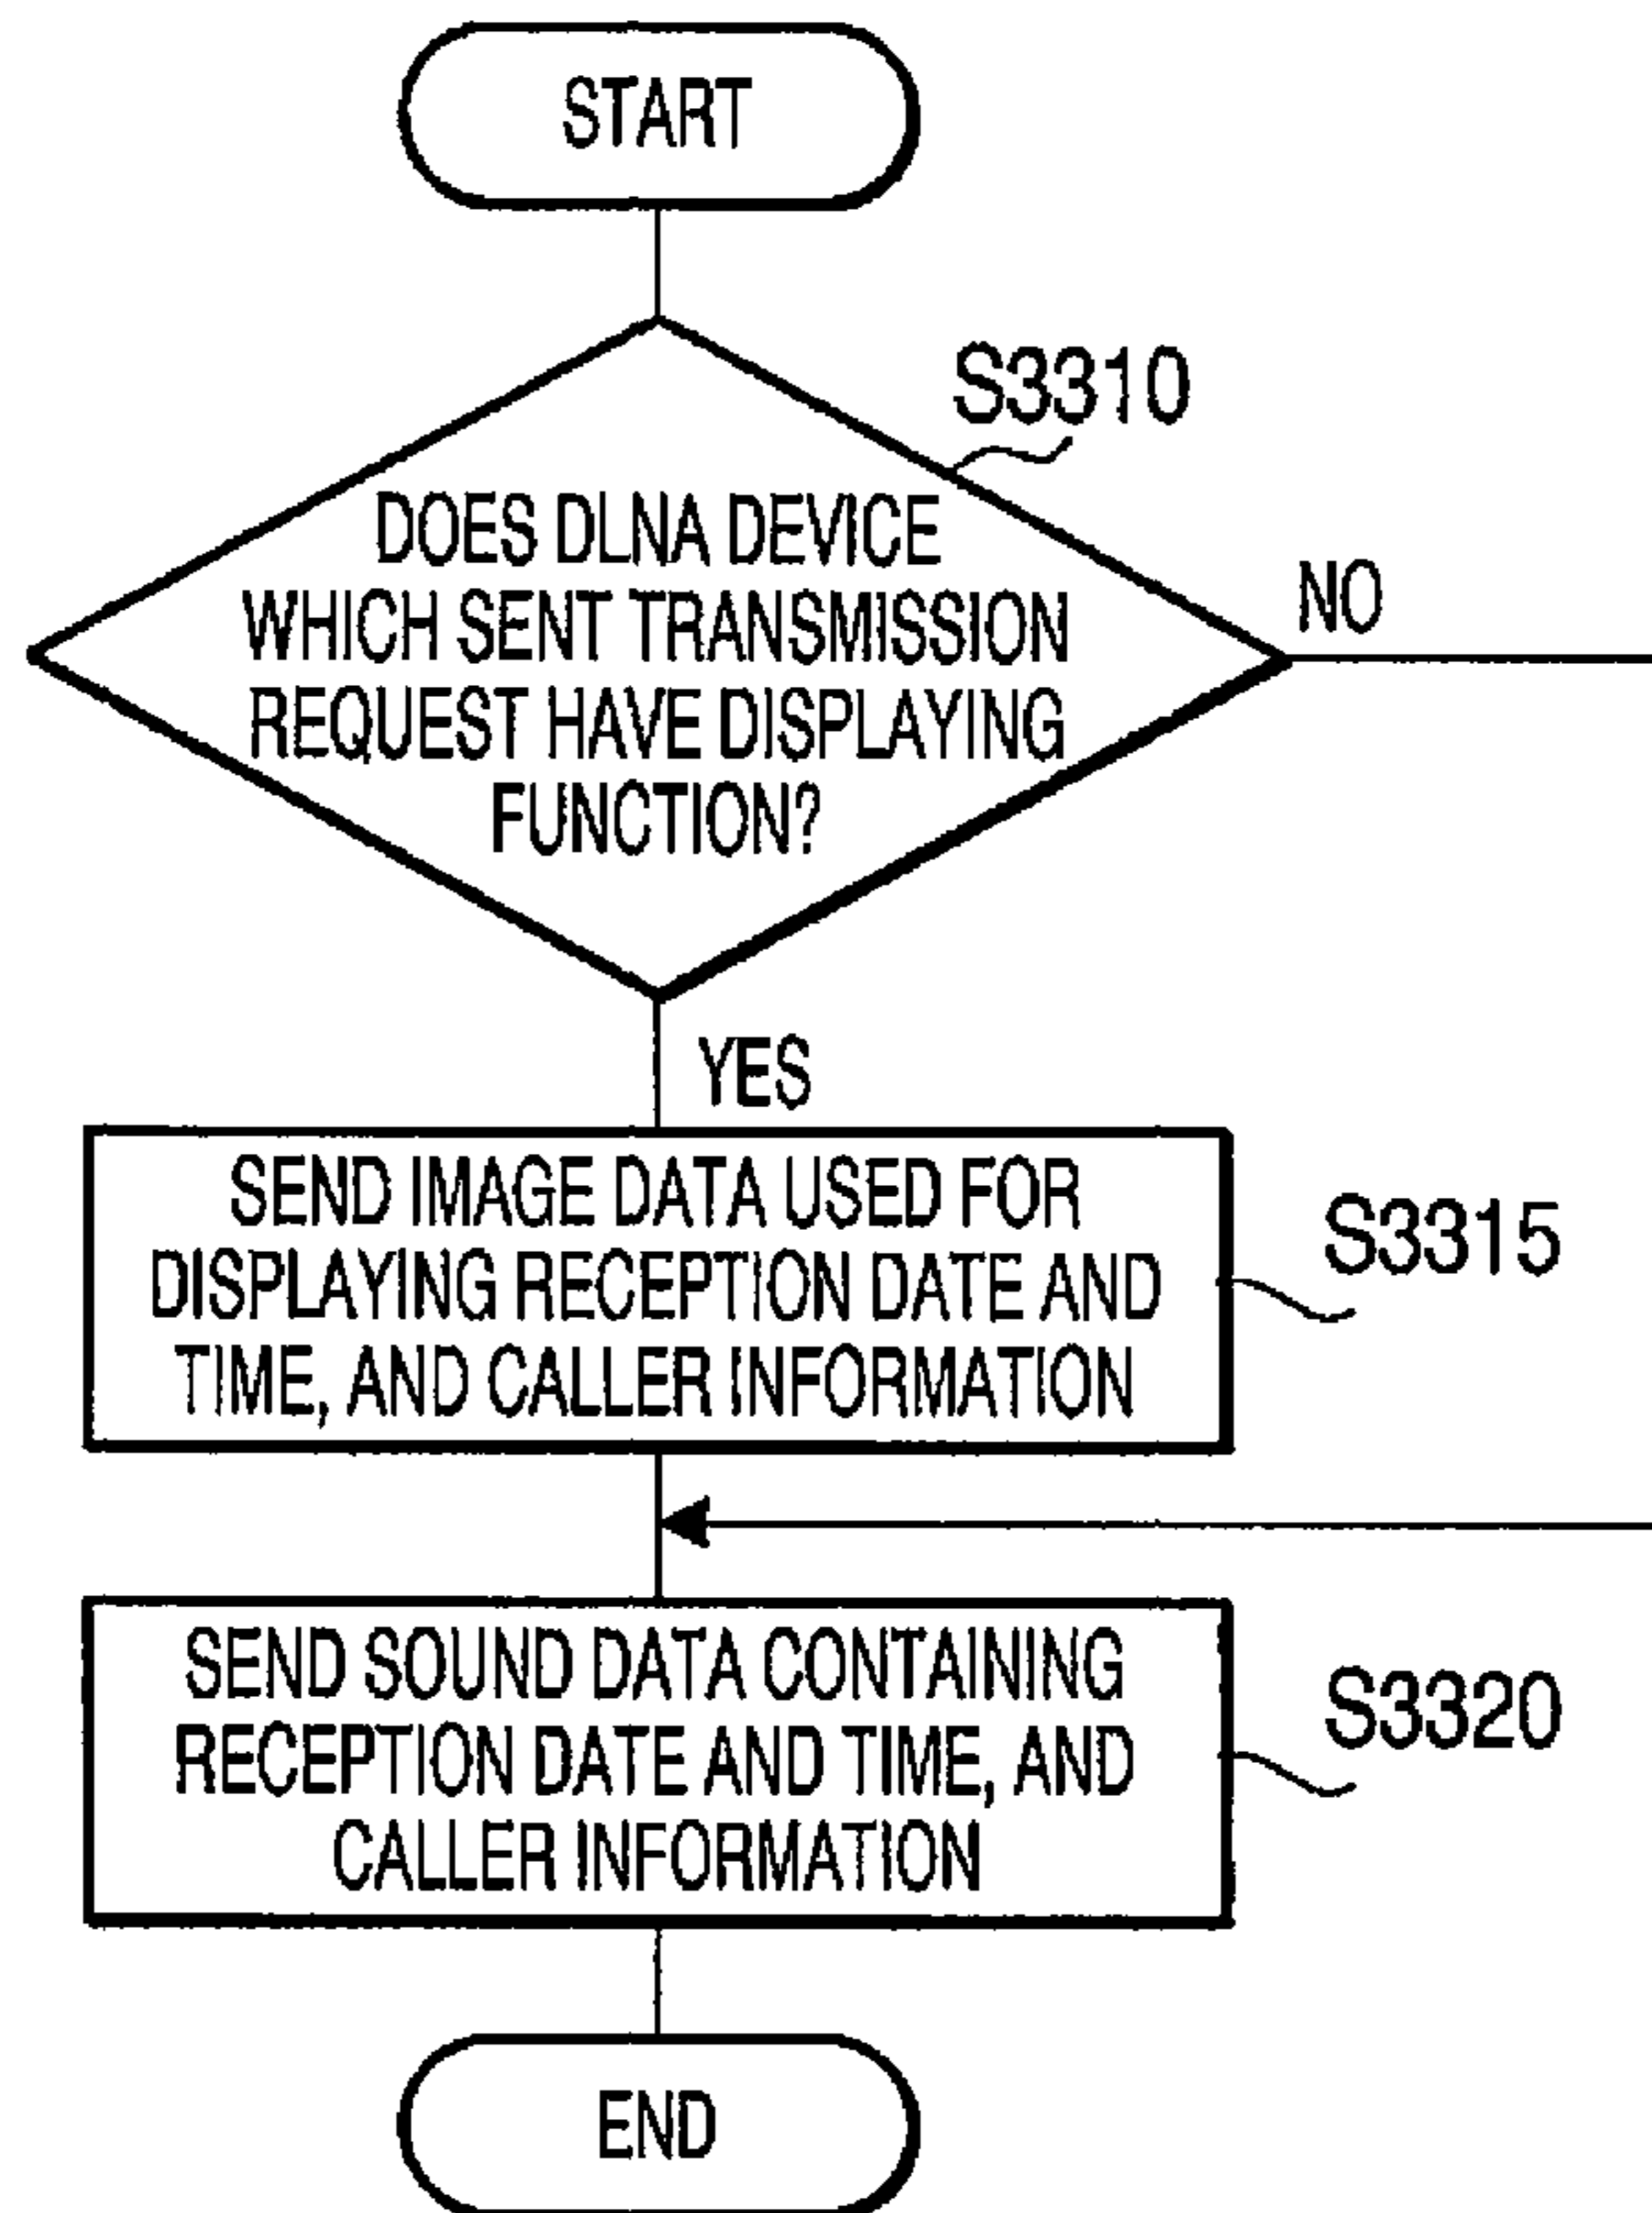 START
S3310
DOES DLNA DEVICE
WHICH SENT TRANSMISSION
REQUEST HAVE DISPLAYING
FUNCTION?
NO
YES
SEND IMAGE DATA USED FOR
DISPLAYING RECEPTION DATE AND
TIME, AND CALLER INFORMATION
S3315
SEND SOUND DATA CONTAINING
RECEPTION DATE AND TIME, AND
CALLER INFORMATION
S3320
END